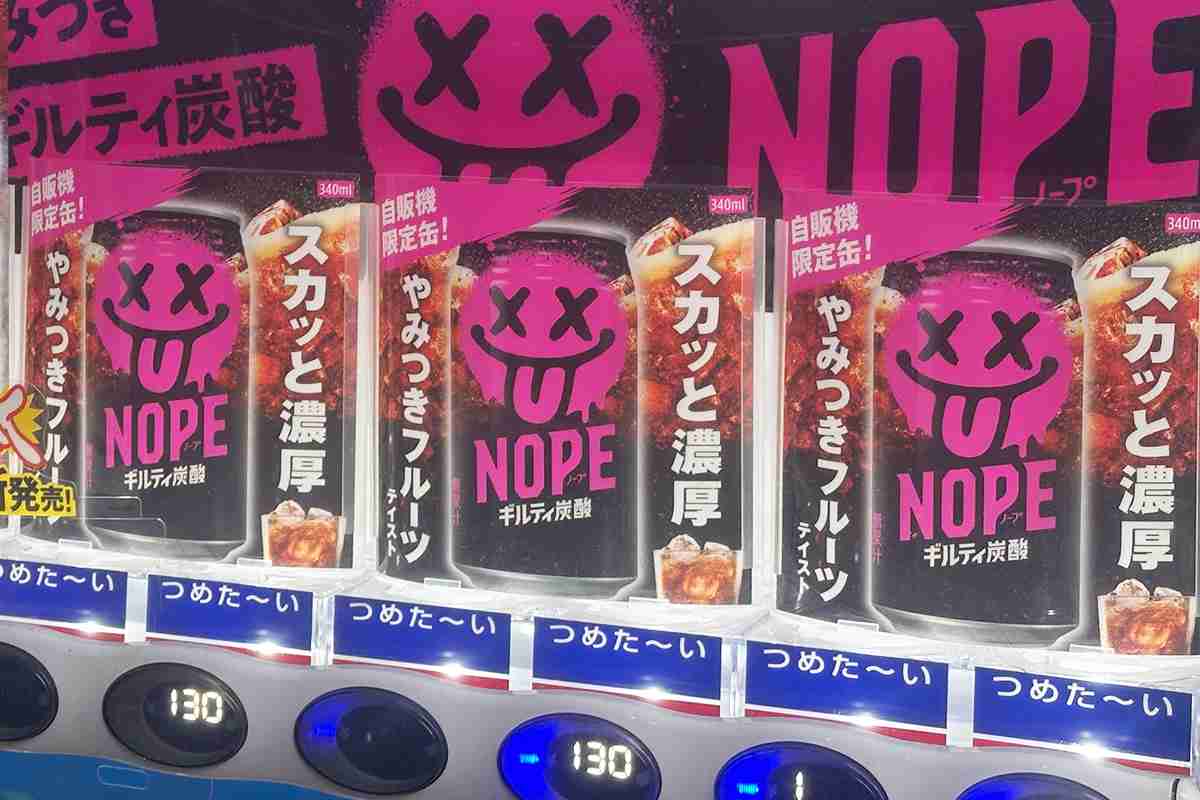 みつき
ギルティ炭酸
NOPE
ノープ
自販機
限定缶!
340ml
やみつきフルー
スカッと濃厚
NOPE
ノープ
ギルティ炭酸
発売!
自販機
限定缶!
340ml
やみつきフルーツ
テイスト
スカッと濃厚
NOPE
ノープ
ギルティ炭酸
自販機
限定缶!
340m
やみつきフルーツ
テイスト
スカッと濃厚
NOPE
ノープ
ギルティ炭酸
めた〜い
つめた〜い
つめた〜い
つめた〜い
つめた〜い
つめた〜い
130
130
1